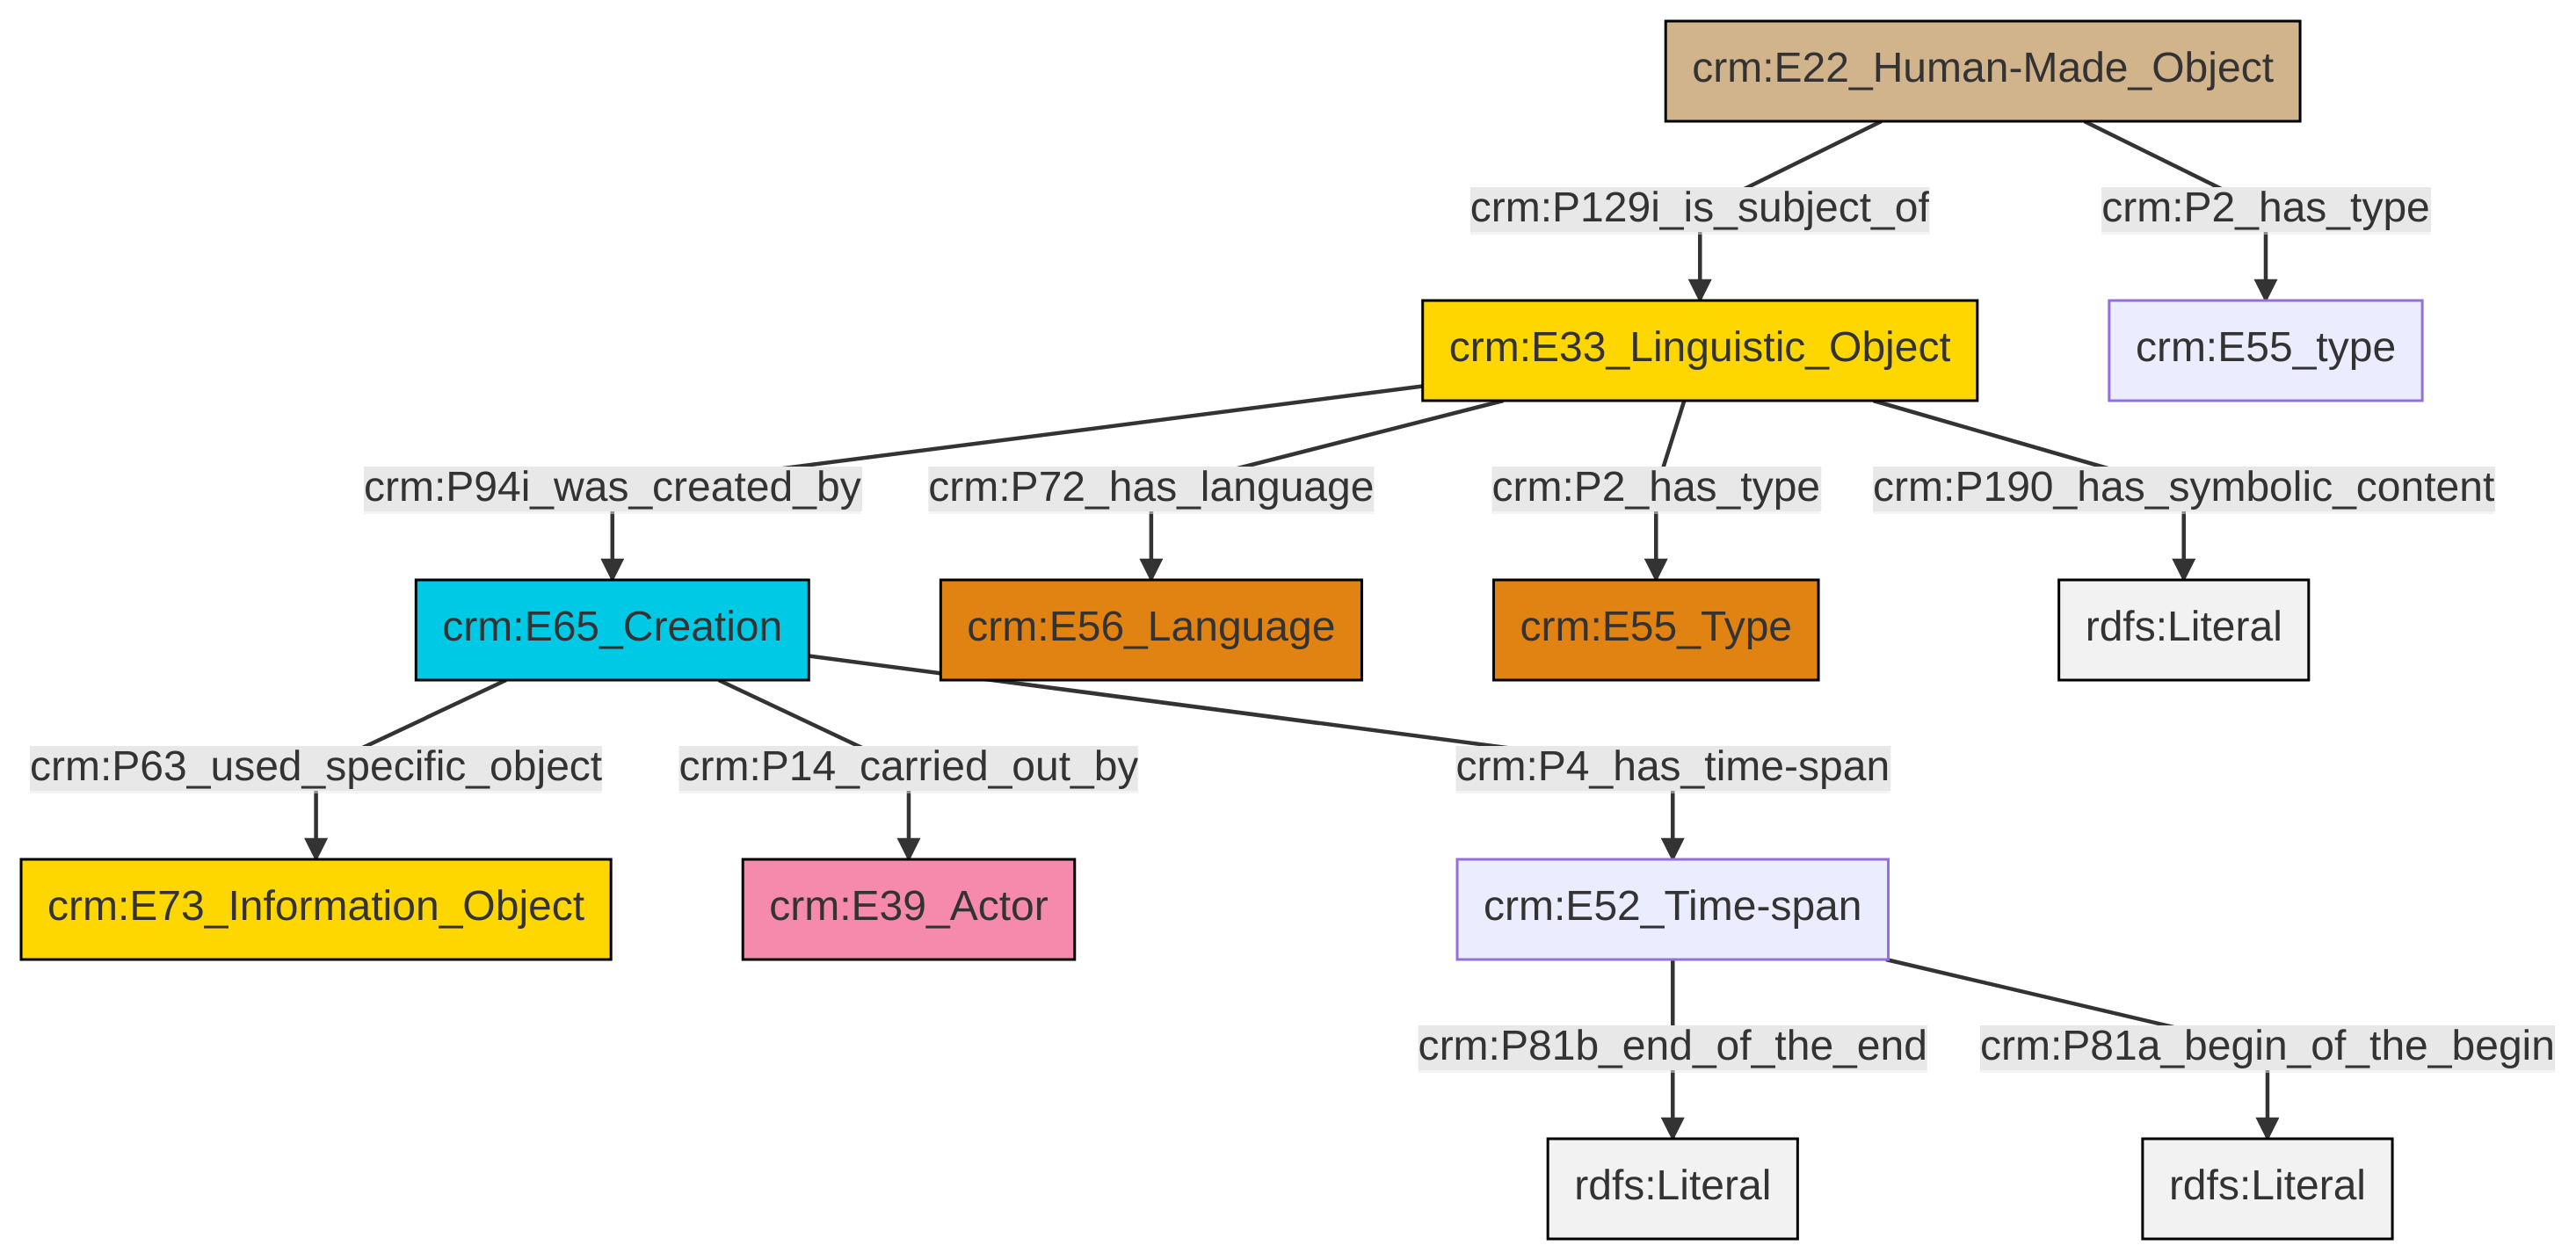 crm:E22_Human-Made_Object
crm:P129i_is_subject_of
crm:P2_has_type
crm:E33_Linguistic_Object
crm:E55_type
crm:P94i_was_created_by
crm:P72_has_language
crm:P2_has_type
crm:P190_has_symbolic_content
crm:E65_Creation
crm:E56_Language
crm:E55_Type
rdfs:Literal
crm:P63_used_specific_object
crm:P14_carried_out_by
crm:P4_has_time-span
crm:E73_Information_Object
crm:E39_Actor
crm:E52_Time-span
crm:P81b_end_of_the_end
crm:P81a_begin_of_the_begin
rdfs:Literal
rdfs:Literal